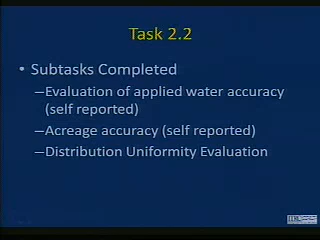 Task 2.2
• Subtasks Completed
–Evaluation of applied water accuracy
(self reported)
–Acreage accuracy (self reported)
–Distribution Uniformity Evaluation